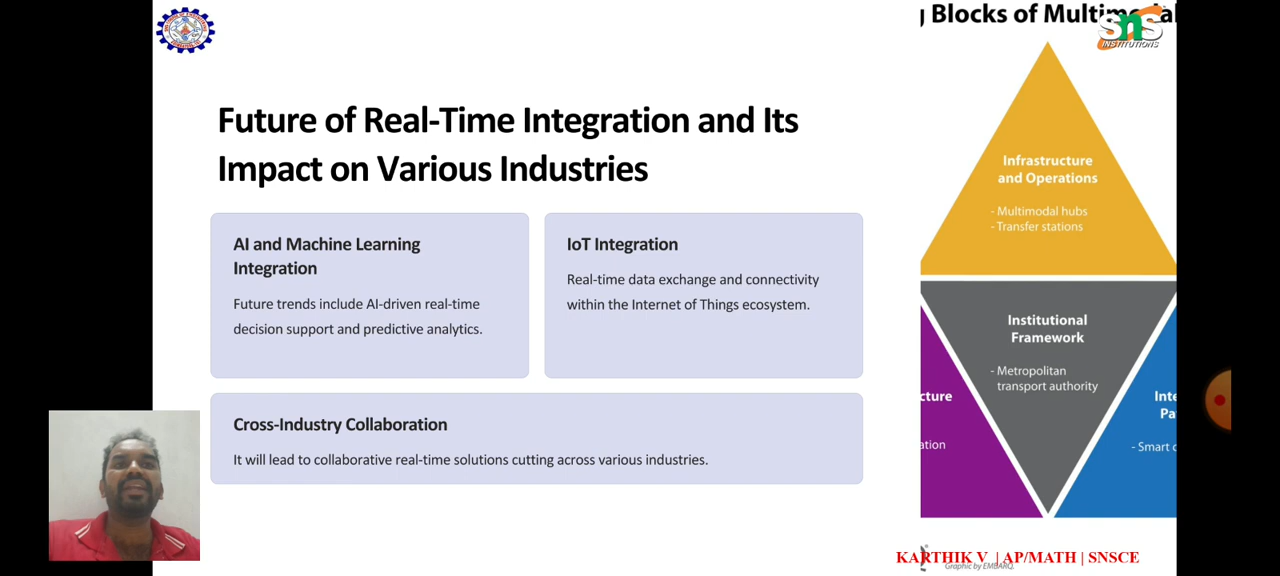 g Blocks of Multimodal
sns
INSTITUTIONS
Future of Real-Time Integration and Its
Impact on Various Industries
AI and Machine Learning
Integration
Future trends include AI-driven real-time
decision support and predictive analytics.
IoT Integration
Real-time data exchange and connectivity
within the Internet of Things ecosystem.
Cross-Industry Collaboration
It will lead to collaborative real-time solutions cutting across various industries.
Infrastructure
and Operations
- Multimodal hubs
- Transfer stations
Institutional
Framework
- Metropolitan
transport authority
cture
ation
Inte
Pa
- Smart c
KARTHIK V | AP/MATH | SNSCE
Graphic by EMBARQ.